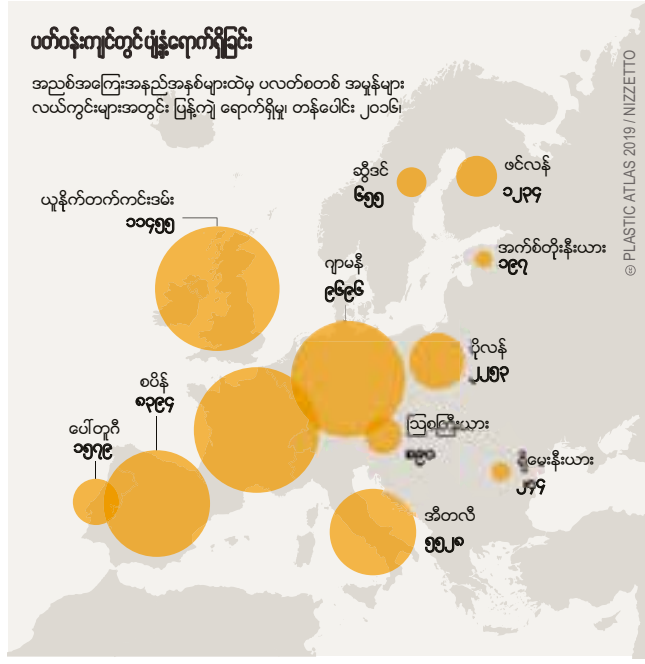 ပတ်ဝန်းကျင်တွင်ပျံ့နှံ့ရောက်ရှိခြင်း
အညစ်အကြေးအနည်အနှစ်များထဲမှ ပလတ်စတစ် အမှုန်များ
လယ်ကွင်းများအတွင်း ပြန့်ကျဲ ရောက်ရှိမှု၊ တန်ပေါင်း ၂၀၁၆၊
ဆွီဒင်
၆၅၅
ဖင်လန်
၁၂၃၄
ယူနိုက်တက်ကင်းဒမ်း
၁၁၄၅၅
အက်စ်တိုးနီးယား
၁၉၇
ဂျာမနီ
၉၆၉၆
ပိုလန်
၂၂၅၃
စပိန်
၈၃၉၄
ပေါ်တူဂီ
၁၅၇၉
ဩစကြီးယား
ရိုမေးနီးယား
အီတလီ
၅၅၂၈
© PLASTIC ATLAS 2019 / NIZZETTO